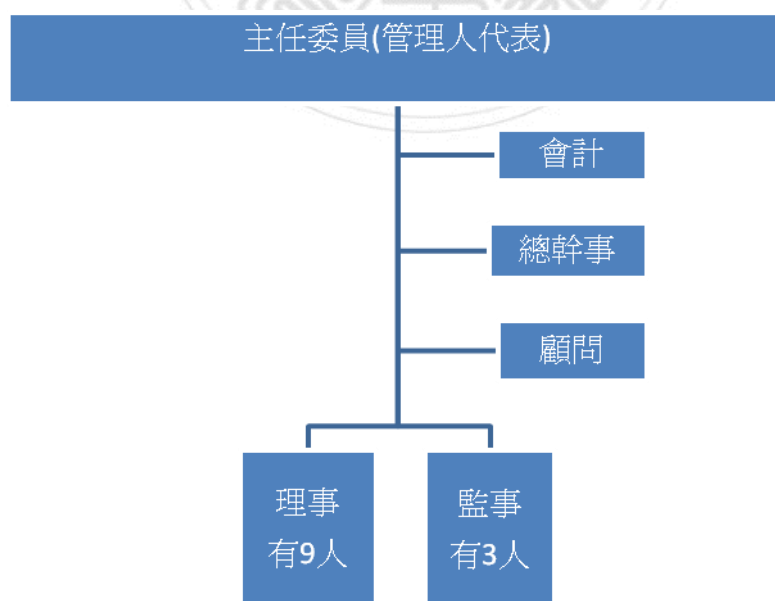 主任委員(管理人代表)
會計
總幹事
顧問
理事
有9人
監事
有3人